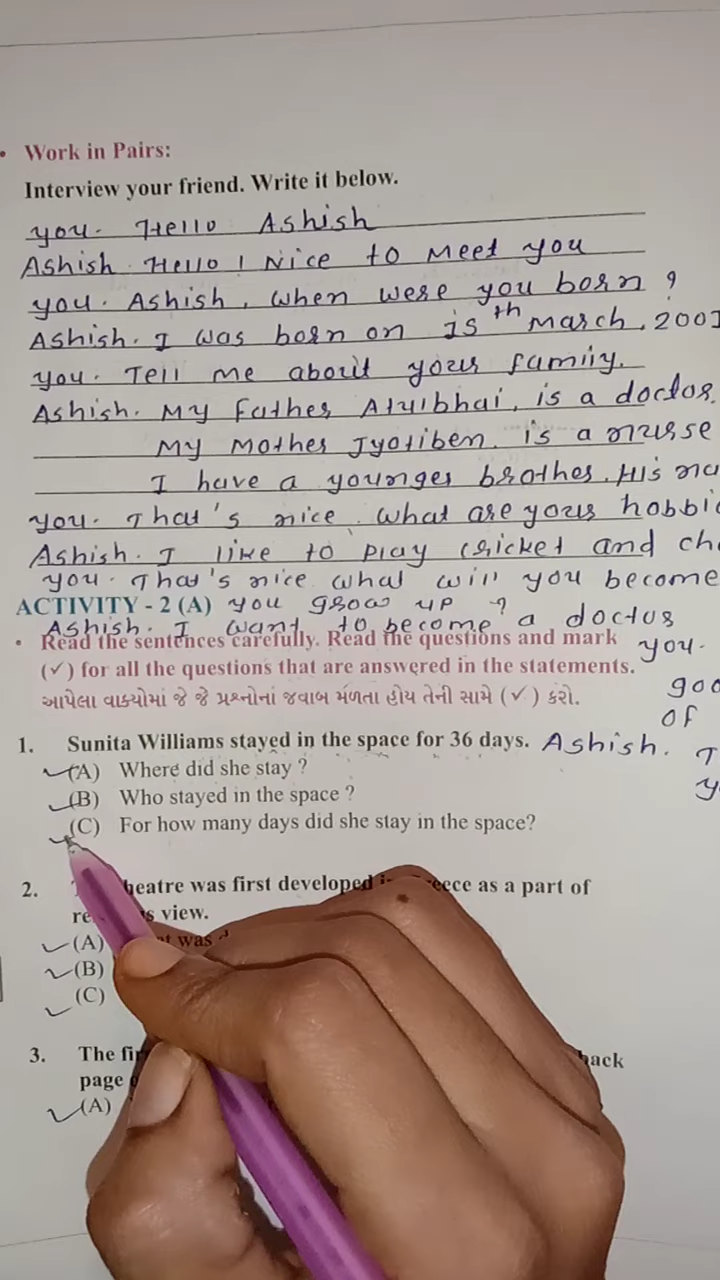 • Work in Pairs:
Interview your friend. Write it below.
you. Hello Ashish
Ashish. Hello! Nice to meet you
you. Ashish, when were you born ?
Ashish. I was born on 15th March, 2001
you. Tell me about your family.
Ashish. My Father Atulbhai, is a doctor.
My Mother Jyotiben. is a nurse
I have a younger brother. His na
you. That's nice. What are your hobbi
Ashish. I like to play cricket and ch
you. That's nice what will you become
ACTIVITY - 2 (A) you grow up ?
Ashish. I want to become a doctor
• Read the sentences carefully. Read the questions and mark
you.
(✓) for all the questions that are answered in the statements.
goo
આપેલા વાક્યોમાં જે જે પ્રશ્નોનાં જવાબ મળતા હોય તેની સામે (✓) કરો.
of
1. Sunita Williams stayed in the space for 36 days. Ashish. T
✓ (A) Where did she stay ?
y
✓ (B) Who stayed in the space ?
✓ (C) For how many days did she stay in the space?
2. heatre was first developed i eece as a part of
re s view.
✓ (A) t was d
✓ (B)
✓ (C)
3. The fi back
page
✓ (A)